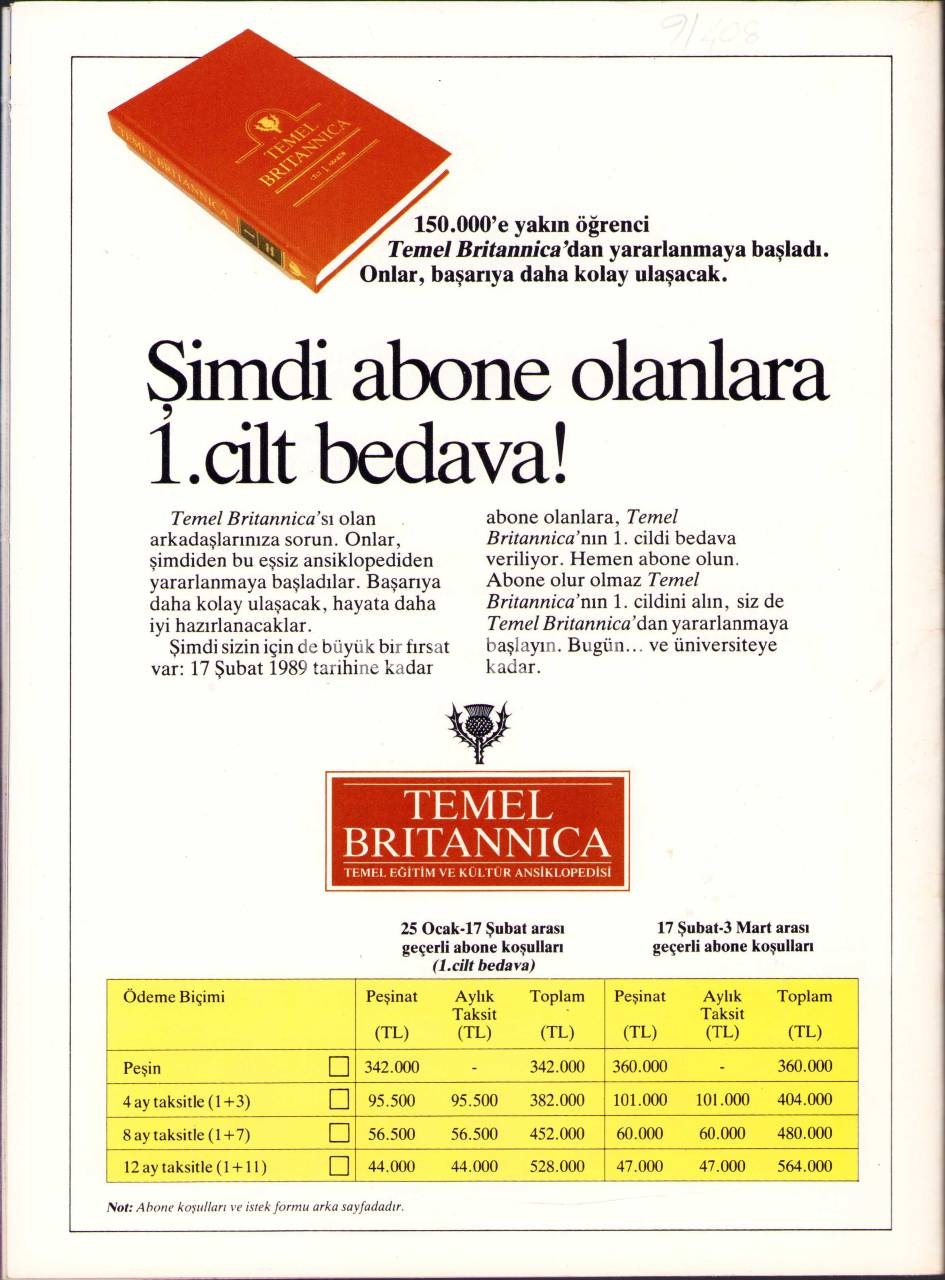 91/408
TEMEL
BRITANNICA
TEMEL BRITANNICA
1
150.000’e yakın öğrenci
Temel Britannica’dan yararlanmaya başladı.
Onlar, başarıya daha kolay ulaşacak.
Şimdi abone olanlara
1.cilt bedava!
Temel Britannica’sı olan
arkadaşlarınıza sorun. Onlar,
şimdiden bu eşsiz ansiklopediden
yararlanmaya başladılar. Başarıya
daha kolay ulaşacak, hayata daha
iyi hazırlanacaklar.
Şimdi sizin için de büyük bir fırsat
var: 17 Şubat 1989 tarihine kadar
abone olanlara, Temel
Britannica’nın 1. cildi bedava
veriliyor. Hemen abone olun.
Abone olur olmaz Temel
Britannica’nın 1. cildini alın, siz de
Temel Britannica’dan yararlanmaya
başlayın. Bugün... ve üniversiteye
kadar.
TEMEL
BRITANNICA
TEMEL EĞİTİM VE KÜLTÜR ANSİKLOPEDİSİ
25 Ocak-17 Şubat arası
geçerli abone koşulları
(1.cilt bedava)
17 Şubat-3 Mart arası
geçerli abone koşulları
Ödeme Biçimi Peşinat Aylık Toplam Peşinat Aylık Toplam
Taksit Taksit
(TL) (TL) (TL) (TL) (TL) (TL)
Peşin 342.000 - 342.000 360.000 - 360.000
4 ay taksitle (1+3) 95.500 95.500 382.000 101.000 101.000 404.000
8 ay taksitle (1+7) 56.500 56.500 452.000 60.000 60.000 480.000
12 ay taksitle (1+11) 44.000 44.000 528.000 47.000 47.000 564.000
Not: Abone koşulları ve istek formu arka sayfadadır.